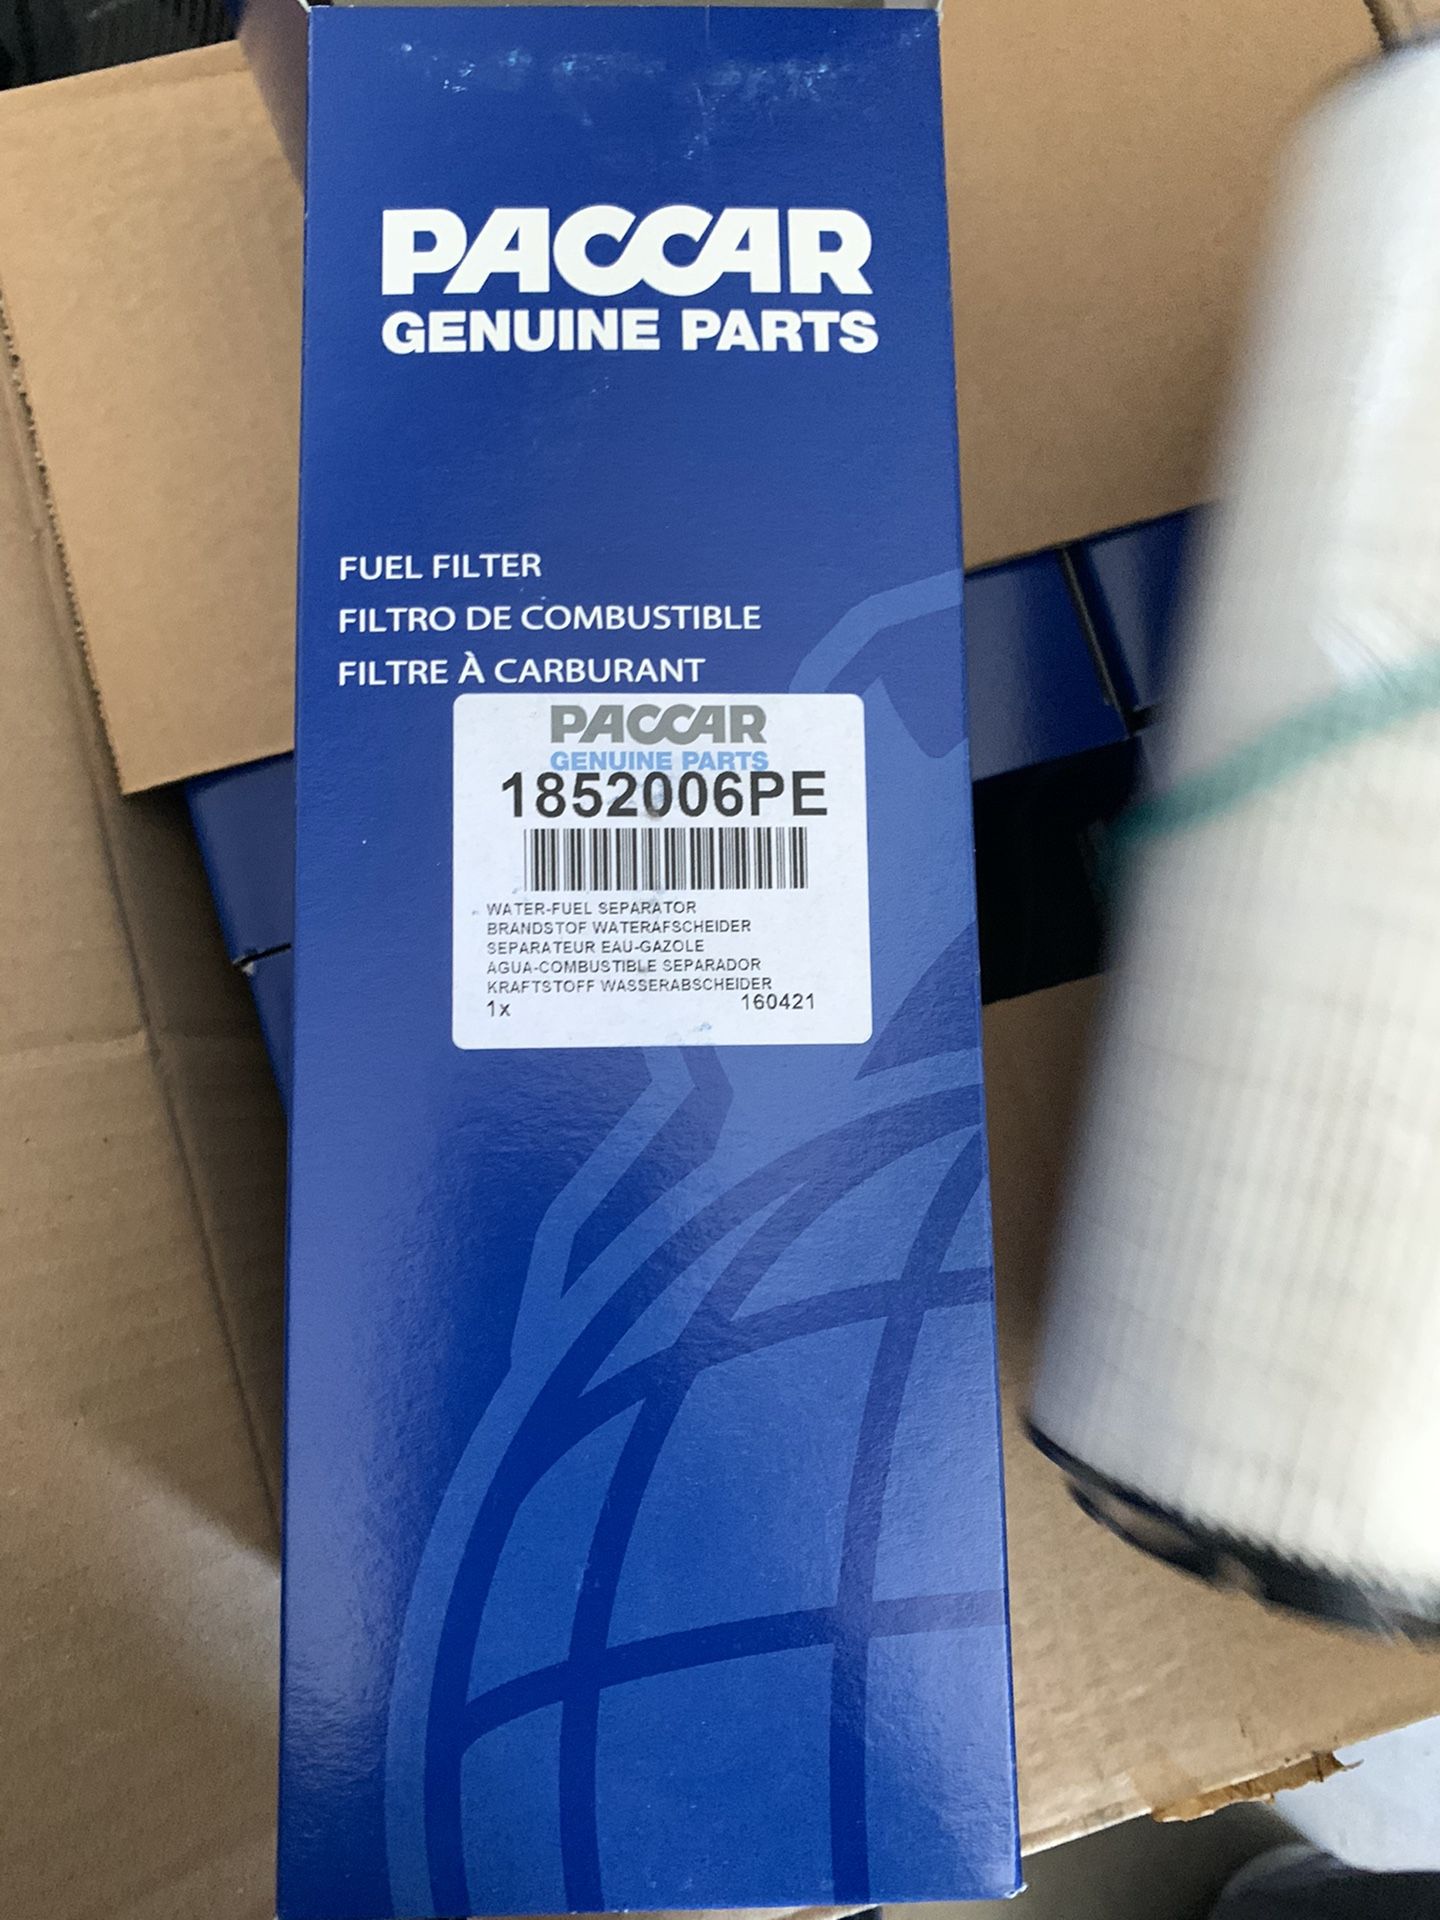 PACCAR
GENUINE PARTS
FUEL FILTER
FILTRO DE COMBUSTIBLE
FILTRE À CARBURANT
PACCAR
GENUINE PARTS
1852006PE
WATER-FUEL SEPARATOR
BRANDSTOF WATERAFSCHEIDER
SEPARATEUR EAU-GAZOLE
AGUA-COMBUSTIBLE SEPARADOR
KRAFTSTOFF WASSERABSCHEIDER
1x 160421